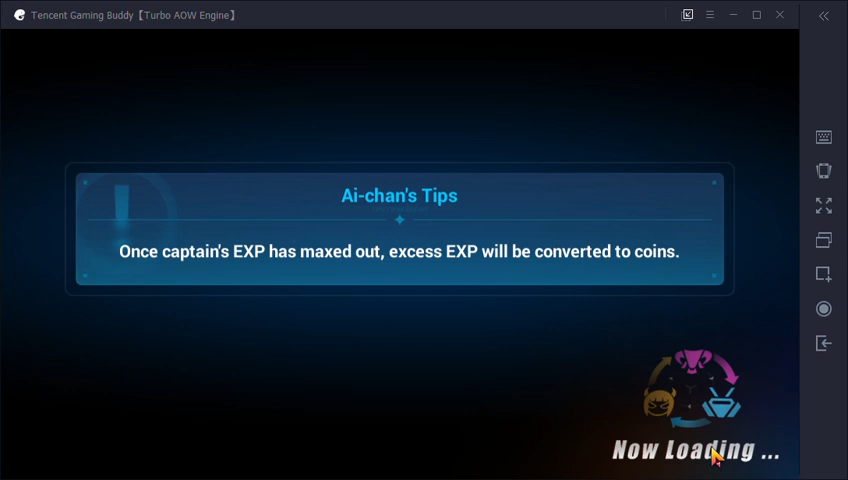 Tencent Gaming Buddy【Turbo AOW Engine】
Ai-chan's Tips
Once captain's EXP has maxed out, excess EXP will be converted to coins.
Now Loading ...